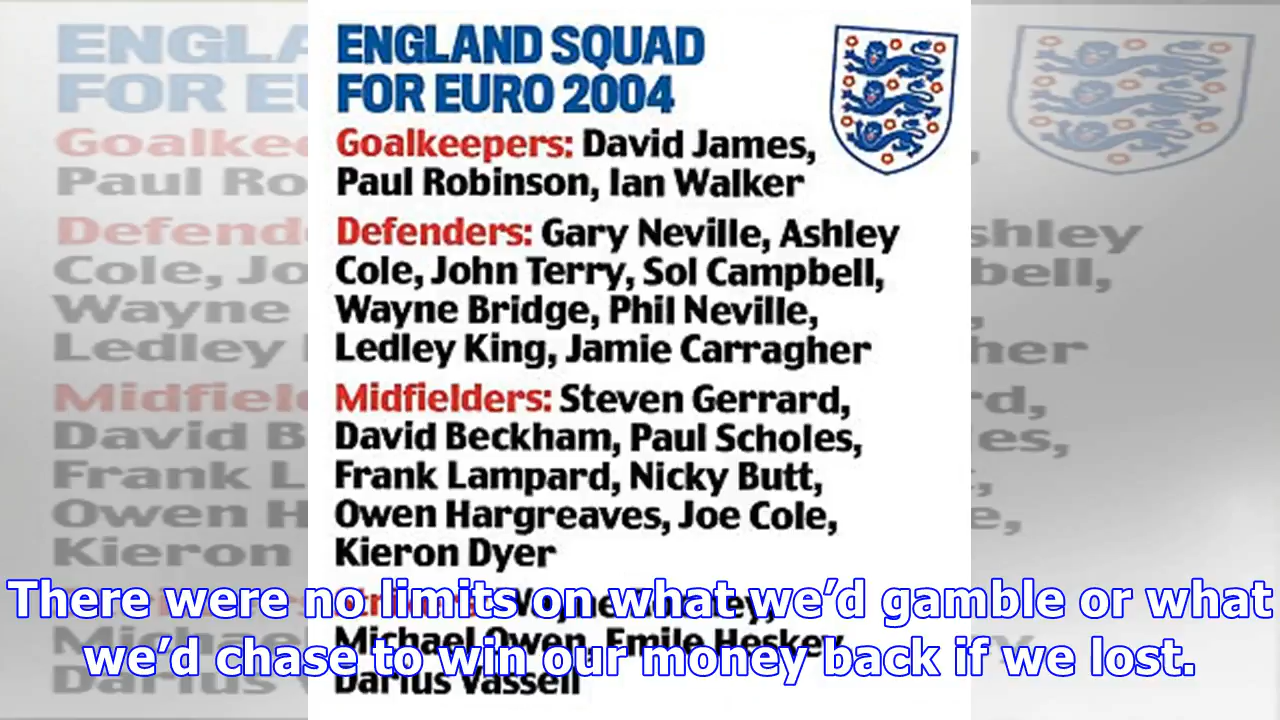 ENGLAND SQUAD
FOR EURO 2004
Goalkeepers: David James,
Paul Robinson, Ian Walker
Defenders: Gary Neville, Ashley
Cole, John Terry, Sol Campbell,
Wayne Bridge, Phil Neville,
Ledley King, Jamie Carragher
Midfielders: Steven Gerrard,
David Beckham, Paul Scholes,
Frank Lampard, Nicky Butt,
Owen Hargreaves, Joe Cole,
Kieron Dyer
There were no limits on what we’d gamble or what
Michael Owen, Emile Heskey,
we’d chase to win our money back if we lost.
Darius Vassell